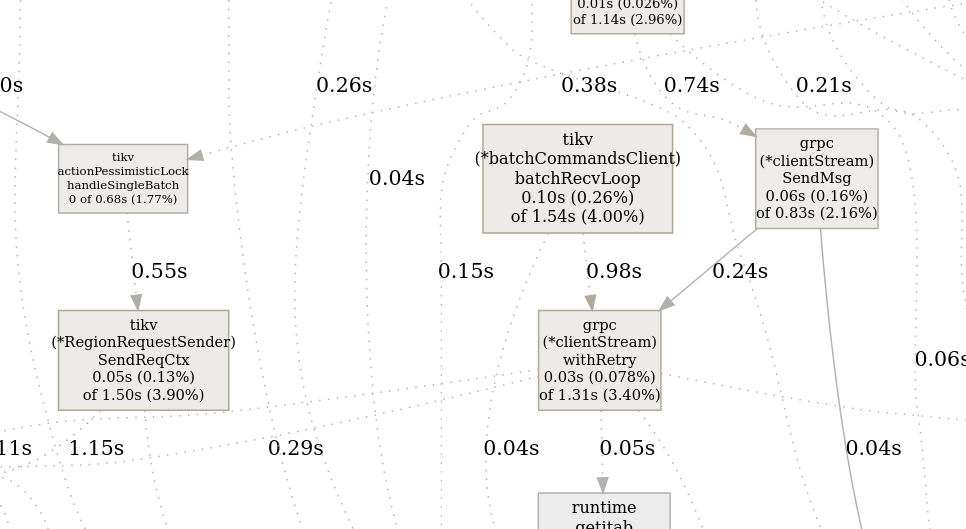 0.01s (0.026%)
of 1.14s (2.96%)
0s
0.26s
0.38s
0.74s
0.21s
tikv
actionPessimisticLock
handleSingleBatch
0 of 0.68s (1.77%)
0.04s
tikv
(*batchCommandsClient)
batchRecvLoop
0.10s (0.26%)
of 1.54s (4.00%)
grpc
(*clientStream)
SendMsg
0.06s (0.16%)
of 0.83s (2.16%)
0.55s
0.15s
0.98s
0.24s
tikv
(*RegionRequestSender)
SendReqCtx
0.05s (0.13%)
of 1.50s (3.90%)
grpc
(*clientStream)
withRetry
0.03s (0.078%)
of 1.31s (3.40%)
0.06s
11s
1.15s
0.29s
0.04s
0.05s
0.04s
runtime
getitab